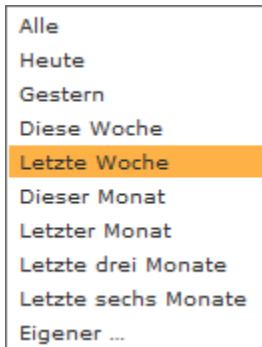 Alle
Heute
Gestern
Diese Woche
Letzte Woche
Dieser Monat
Letzter Monat
Letzte drei Monate
Letzte sechs Monate
Eigener ...